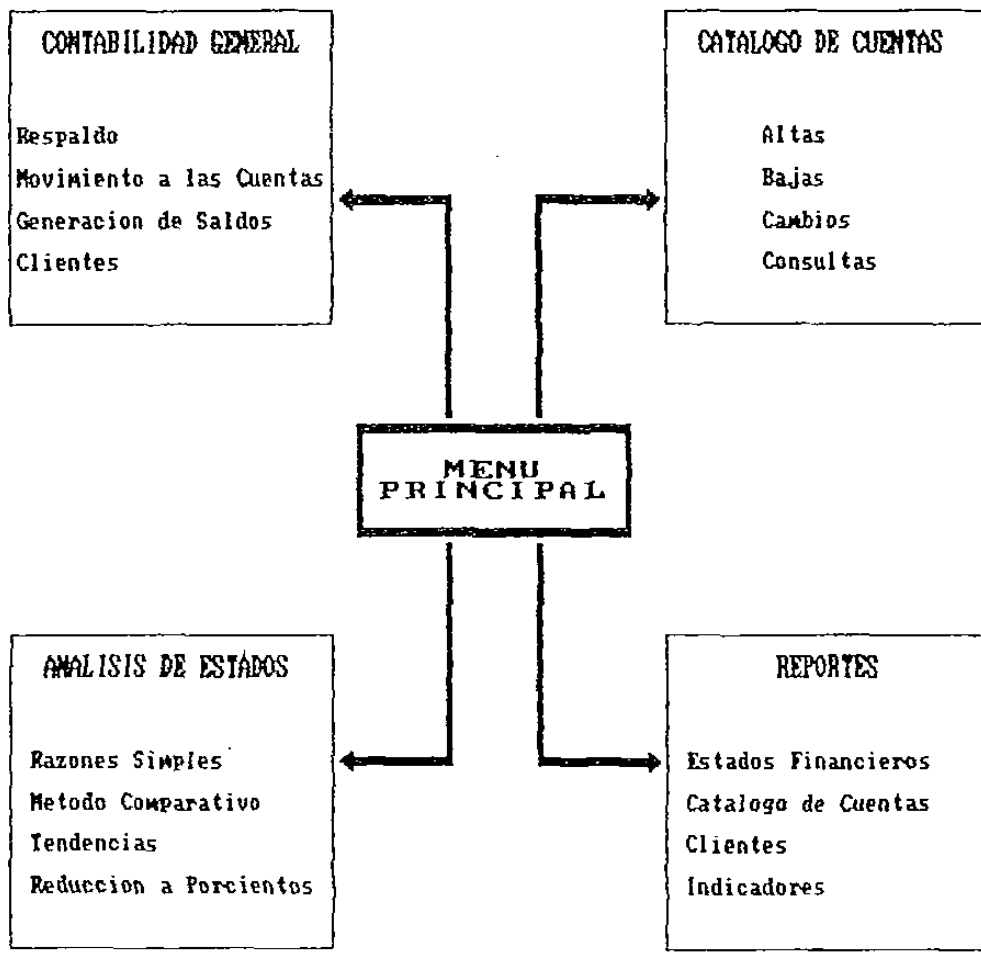 CONTABILIDAD GENERAL
Respaldo
Movimiento a las Cuentas
Generacion de Saldos
Clientes
CATALOGO DE CUENTAS
Altas
Bajas
Cambios
Consultas
MENU
PRINCIPAL
ANALISIS DE ESTADOS
Razones Simples
Metodo Comparativo
Tendencias
Reduccion a Porcientos
REPORTES
Estados Financieros
Catalogo de Cuentas
Clientes
Indicadores